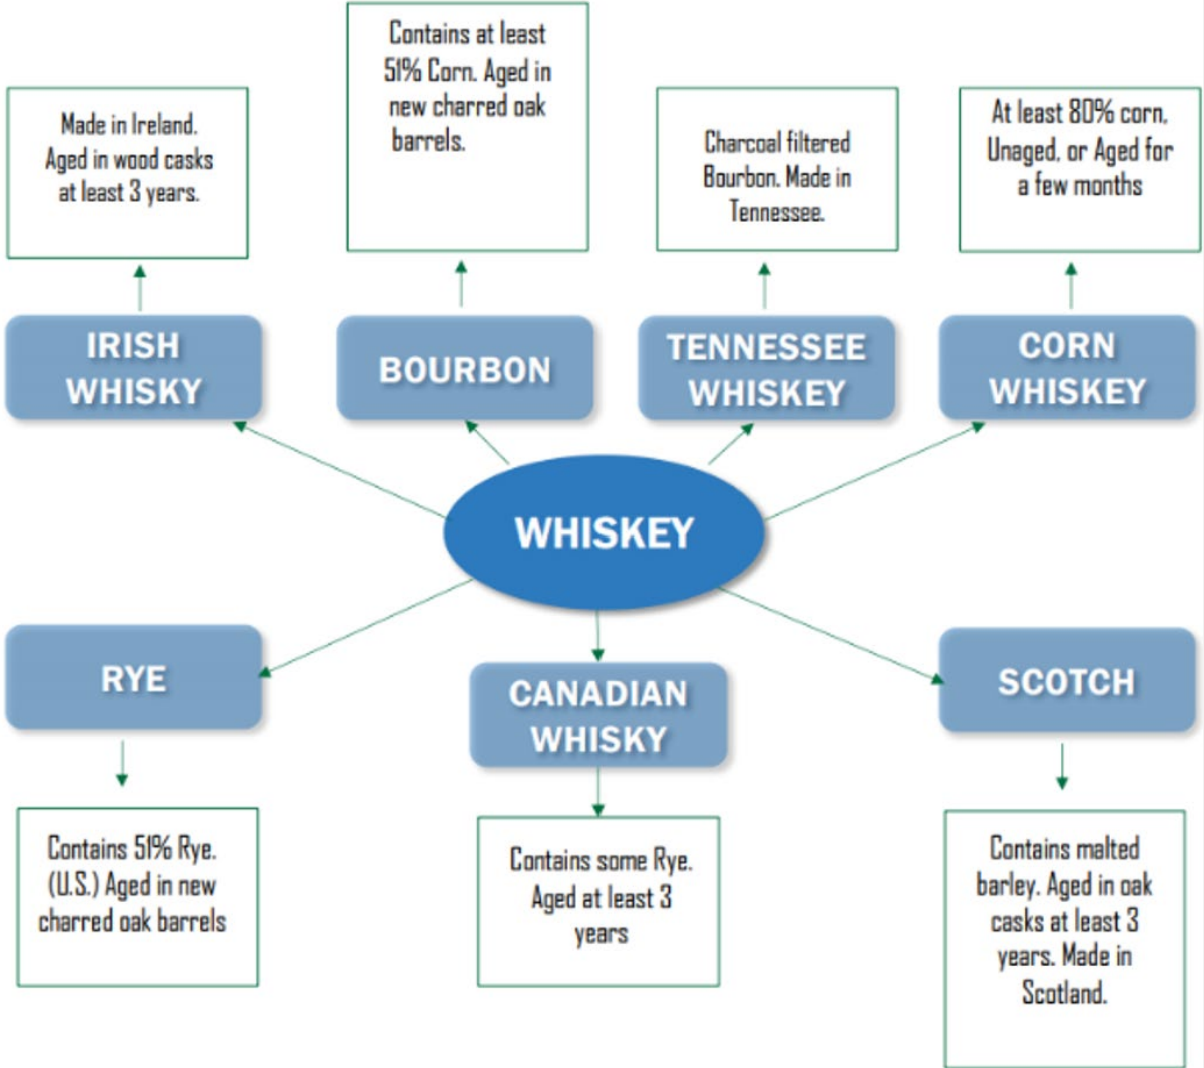 Contains at least
51% Corn. Aged in
new charred oak
barrels.
Made in Ireland.
Aged in wood casks
at least 3 years.
Charcoal filtered
Bourbon. Made in
Tennessee.
At least 80% corn,
Unaged, or Aged for
a few months
IRISH
WHISKY
BOURBON
TENNESSEE
WHISKEY
CORN
WHISKEY
WHISKEY
RYE
CANADIAN
WHISKY
SCOTCH
Contains 51% Rye.
(U.S.) Aged in new
charred oak barrels
Contains some Rye.
Aged at least 3
years
Contains malted
barley. Aged in oak
casks at least 3
years. Made in
Scotland.